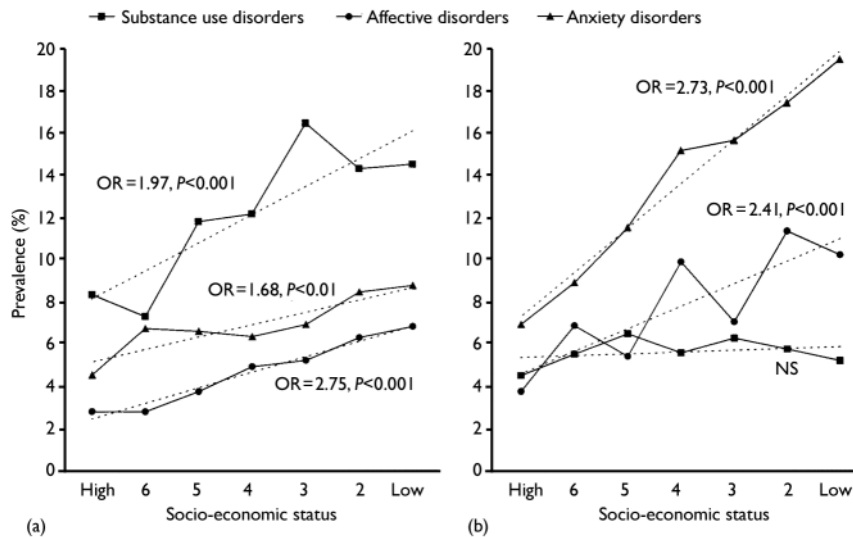 Substance use disorders Affective disorders Anxiety disorders
Prevalence (%)
20
18
16
14
12
10
8
6
4
2
0
OR=1.97, P<0.001
OR=1.68, P<0.01
OR=2.75, P<0.001
High 6 5 4 3 2 Low
(a) Socio-economic status
20
18
16
14
12
10
8
6
4
2
0
OR=2.73, P<0.001
OR=2.41, P<0.001
NS
High 6 5 4 3 2 Low
(b) Socio-economic status